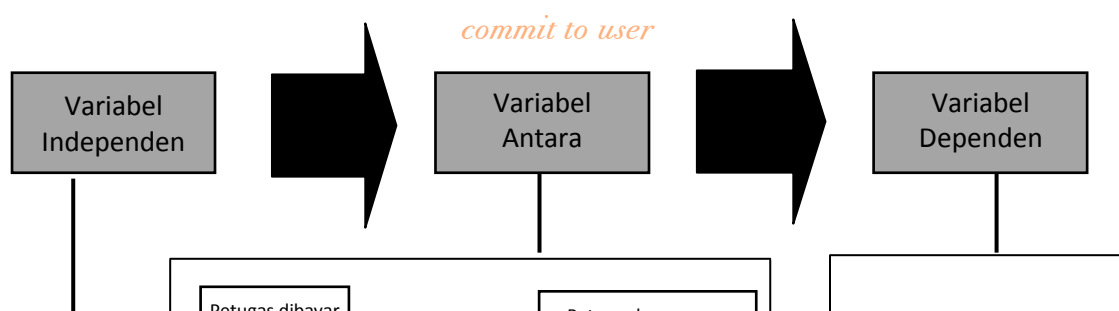 commit to user
Variabel
Independen
Variabel
Antara
Variabel
Dependen
Petugas dibayar